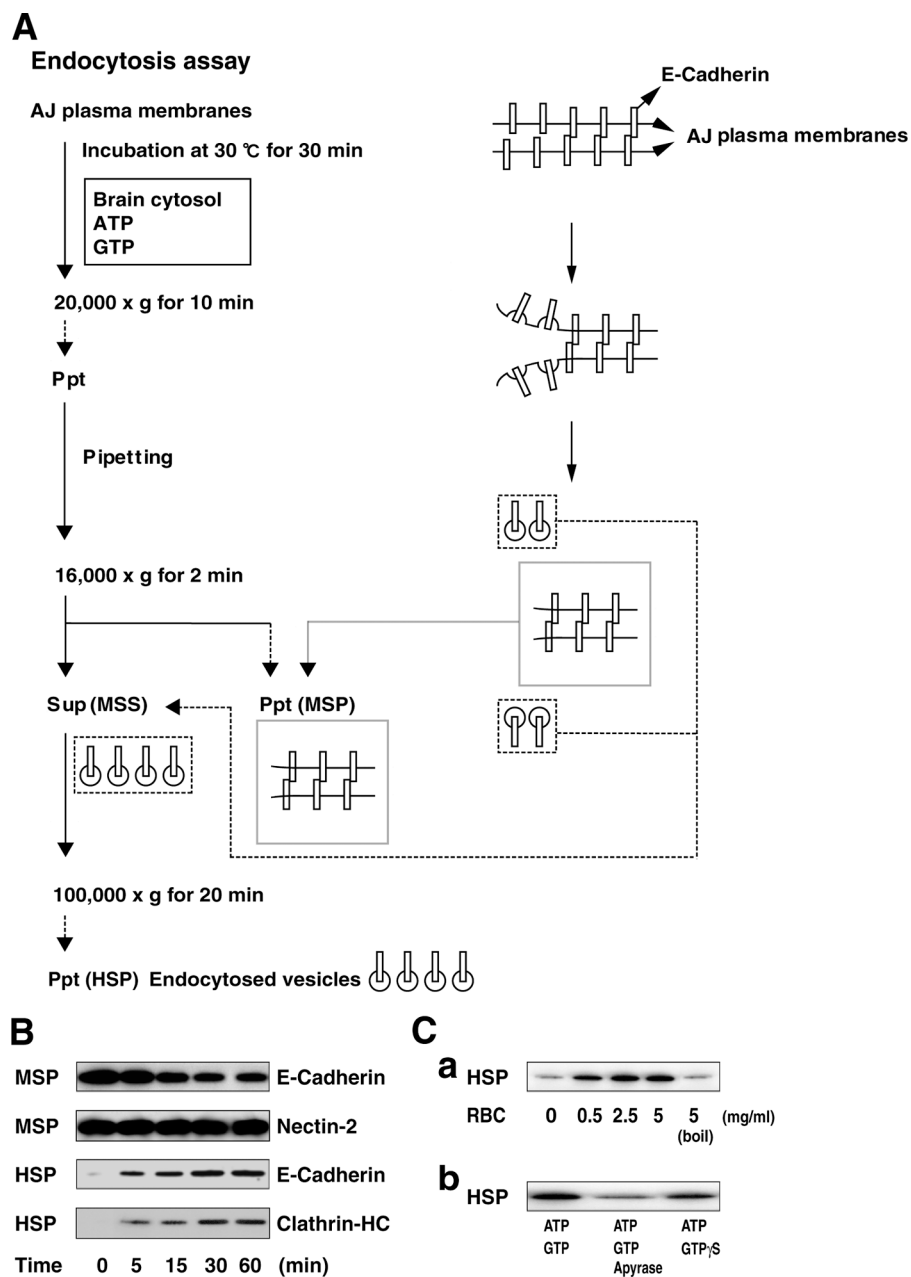 A
Endocytosis assay
AJ plasma membranes
Incubation at 30 ℃ for 30 min
Brain cytosol
ATP
GTP
20,000 x g for 10 min
Ppt
Pipetting
16,000 x g for 2 min
Sup (MSS)
Ppt (MSP)
100,000 x g for 20 min
Ppt (HSP) Endocytosed vesicles
E-Cadherin
AJ plasma membranes
B
MSP E-Cadherin
MSP Nectin-2
HSP E-Cadherin
HSP Clathrin-HC
Time 0 5 15 30 60 (min)
C
a
HSP
RBC 0 0.5 2.5 5 5 (mg/ml)
(boil)
b
HSP
ATP ATP ATP
GTP GTP GTPγS
Apyrase